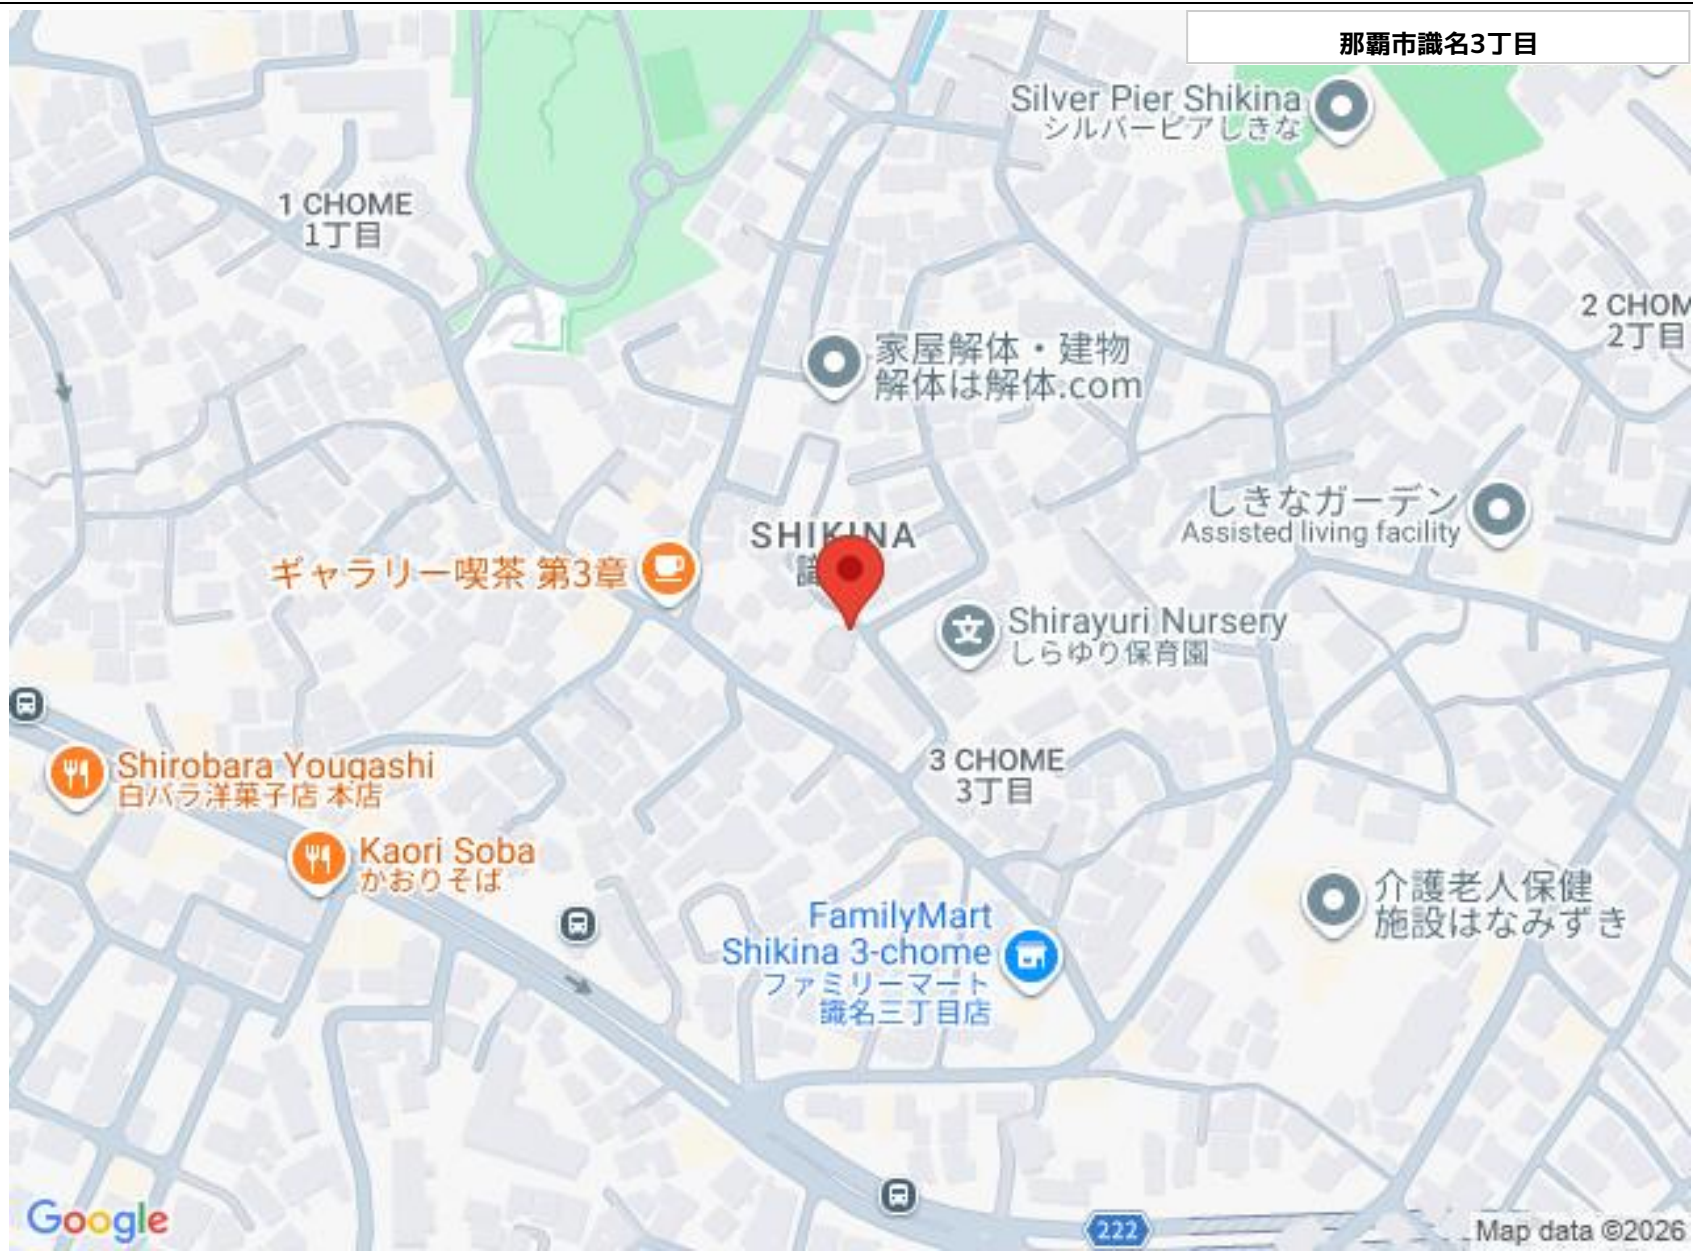 那覇市識名3丁目
Silver Pier Shikina
シルバーピアしきな
1 CHOME
1丁目
2 CHOM
2丁目
家屋解体・建物
解体は解体.com
しきなガーデン
Assisted living facility
SHIKINA
ギャラリー喫茶 第3章
Shirayuri Nursery
しらゆり保育園
Shirobara Yougashi
白バラ洋菓子店 本店
3 CHOME
3丁目
Kaori Soba
かおりそば
介護老人保健
施設はなみずき
FamilyMart
Shikina 3-chome
ファミリーマート
識名三丁目店
222
Google
Map data ©2026